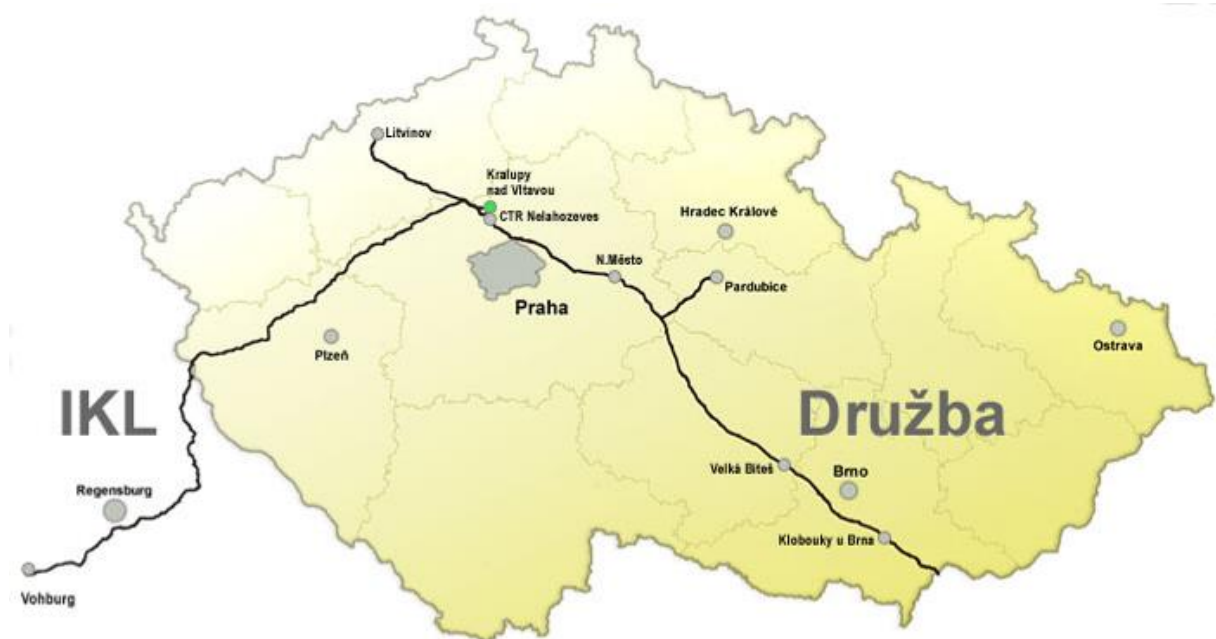 Litvínov
Kralupy
nad Vltavou
CTR Nelahozeves
Hradec Králové
N.Město
Pardubice
Praha
Plzeň
Ostrava
IKL
Družba
Velká Bíteš
Brno
Regensburg
Klobouky u Brna
Vohburg